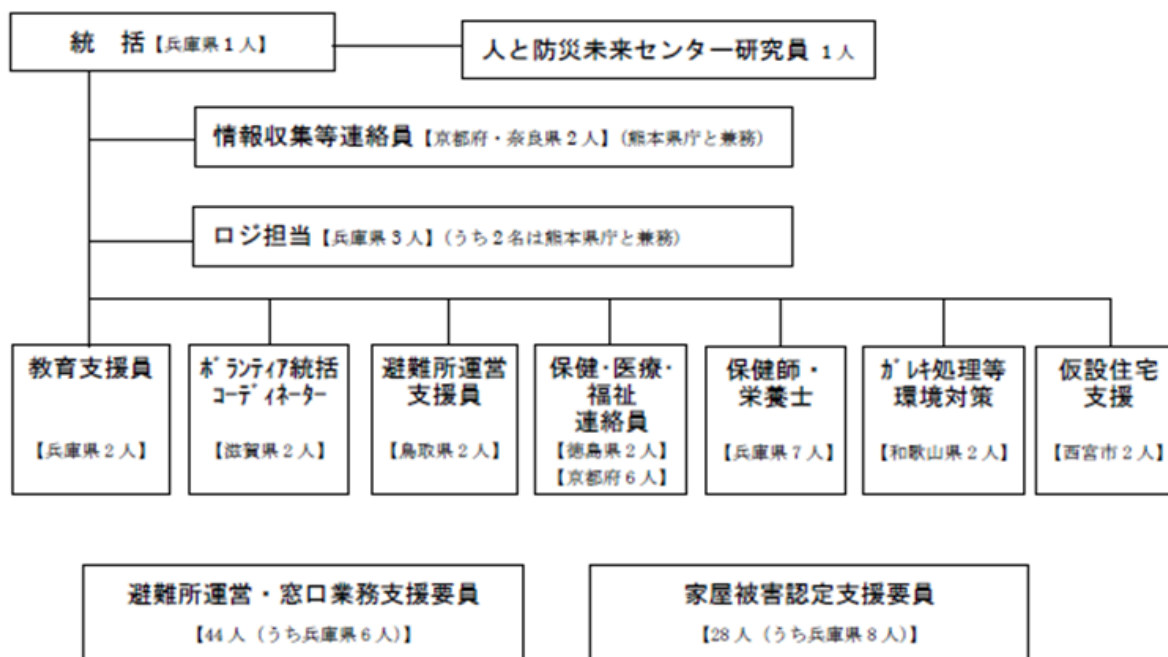 統　括【兵庫県1人】
人と防災未来センター研究員 1人
情報収集等連絡員【京都府・奈良県2人】(熊本県庁と兼務)
ロジ担当【兵庫県3人】(うち2名は熊本県庁と兼務)
教育支援員
【兵庫県2人】
ﾎﾞﾗﾝﾃｨｱ統括
ｺｰﾃﾞｨﾈｰﾀｰ
【滋賀県2人】
避難所運営
支援員
【鳥取県2人】
保健・医療・
福祉
連絡員
【徳島県2人】
【京都府6人】
保健師・
栄養士
【兵庫県7人】
ｶﾞﾚｷ処理等
環境対策
【和歌山県2人】
仮設住宅
支援
【西宮市2人】
避難所運営・窓口業務支援要員
【44人（うち兵庫県6人）】
家屋被害認定支援要員
【28人（うち兵庫県8人）】